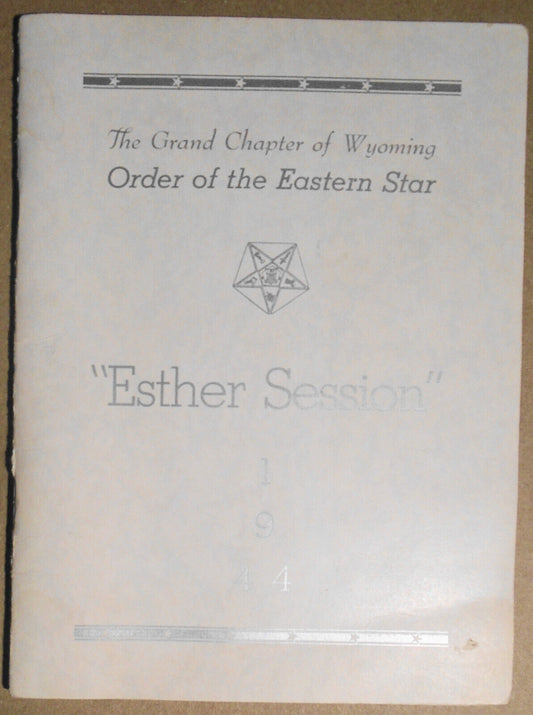 The Grand Chapter of Wyoming
Order of the Eastern Star
"Esther Session"
1
9
4 4